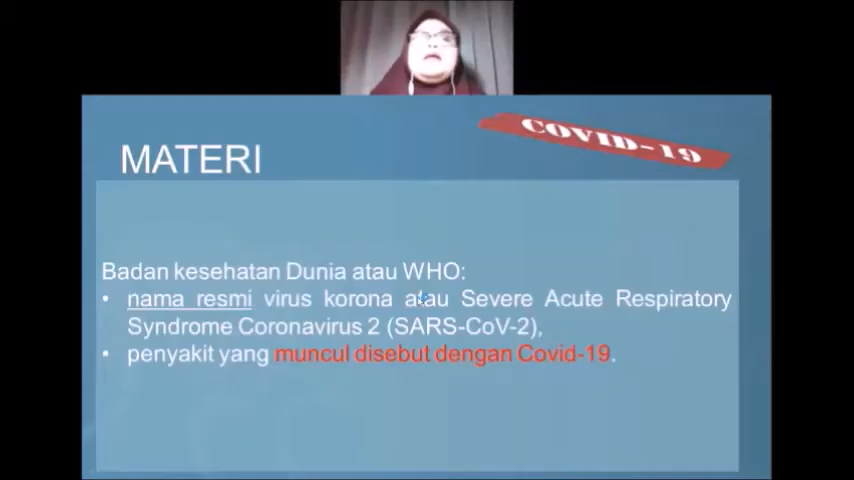 COVID-19
MATERI
Badan kesehatan Dunia atau WHO:
• nama resmi virus korona atau Severe Acute Respiratory
Syndrome Coronavirus 2 (SARS-CoV-2),
• penyakit yang muncul disebut dengan Covid-19.